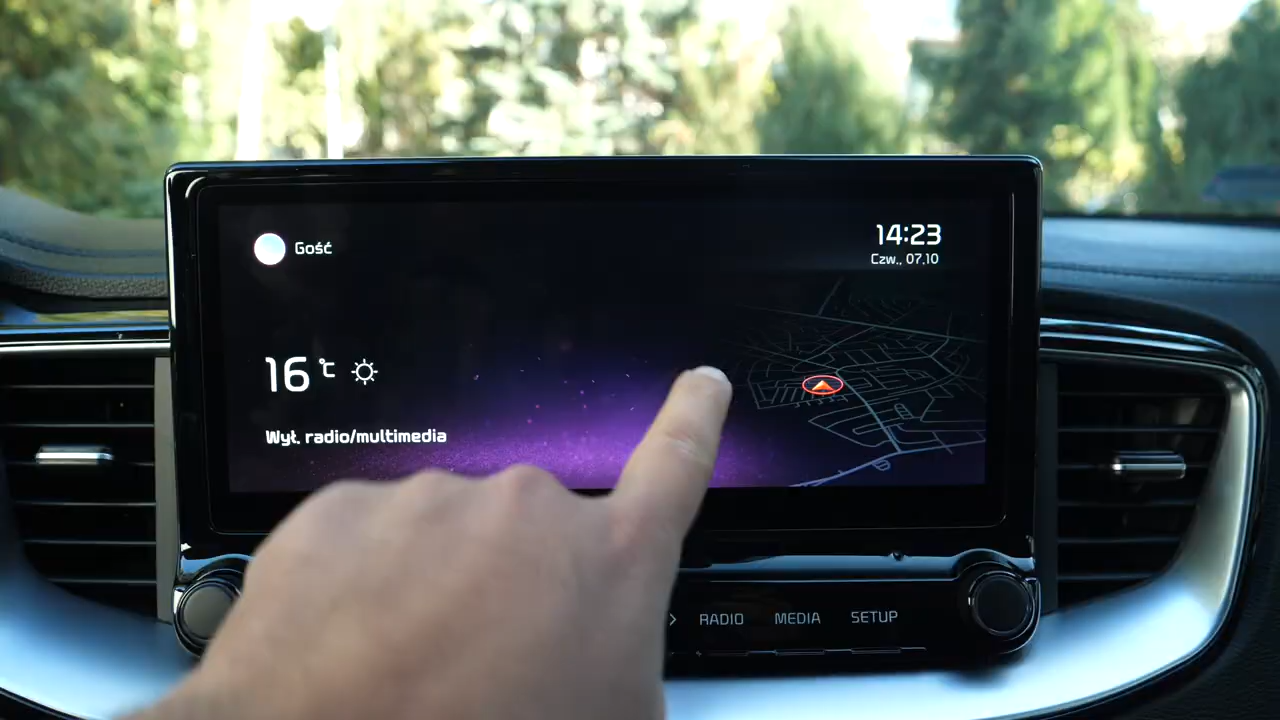 Gość
14:23
Czw., 07.10
16 °C
Wył. radio/multimedia
> RADIO MEDIA SETUP